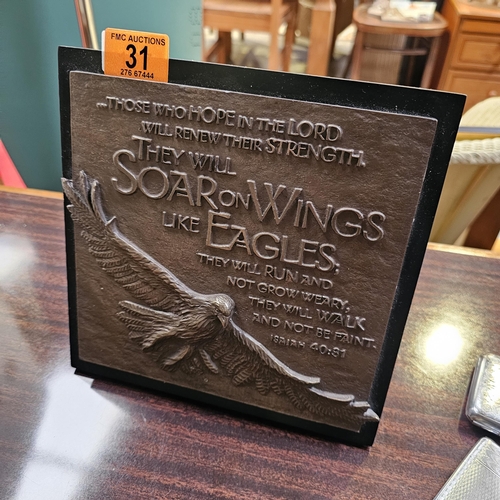 FMC AUCTIONS
31
276 67444
...THOSE WHO HOPE IN THE LORD
WILL RENEW THEIR STRENGTH.
THEY WILL
SOAR ON WINGS
LIKE EAGLES;
THEY WILL RUN AND
NOT GROW WEARY,
THEY WILL WALK
AND NOT BE FAINT.
ISAIAH 40:31